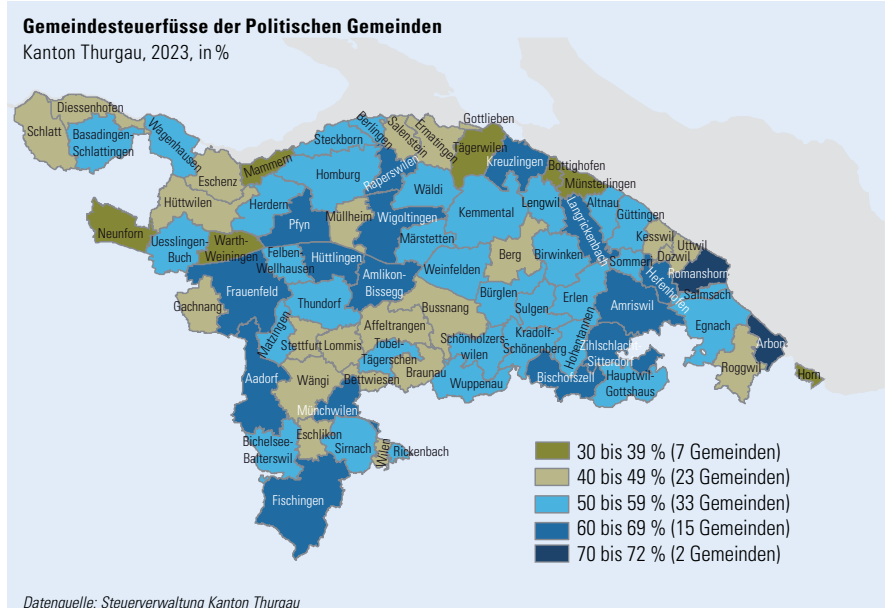 Gemeindesteuerfüsse der Politischen Gemeinden
Kanton Thurgau, 2023, in %
Diessenhofen
Schlatt
Basadingen-
Schlattingen
Wagenhausen
Eschenz
Mammern
Steckborn
Berlingen
Salenstein
Ermatingen
Gottlieben
Tägerwilen
Kreuzlingen
Bottighofen
Münsterlingen
Hüttwilen
Herdern
Homburg
Raperswilen
Wäldi
Neunforn
Uesslingen-
Buch
Warth-
Weiningen
Pfyn
Müllheim
Wigoltingen
Kemmental
Lengwil
Langrickenbach
Altnau
Güttingen
Kesswil
Uttwil
Dozwil
Romanshorn
Felben-
Wellhausen
Hüttlingen
Märstetten
Berg
Birwinken
Sommeri
Hefenhofen
Salmsach
Frauenfeld
Amlikon-
Bissegg
Weinfelden
Gachnang
Thundorf
Bussnang
Bürglen
Sulgen
Erlen
Amriswil
Egnach
Arbon
Matzingen
Stettfurt
Lommis
Affeltrangen
Tobel-
Tägerschen
Schönholzers-
wilen
Kradolf-
Schönenberg
Hohentannen
Zihlschlacht-
Sitterdorf
Roggwil
Horn
Aadorf
Wängi
Bettwiesen
Braunau
Wuppenau
Bischofszell
Hauptwil-
Gottshaus
Münchwilen
Bichelsee-
Balterswil
Eschlikon
Sirnach
Wilen
Rickenbach
Fischingen
30 bis 39 % (7 Gemeinden)
40 bis 49 % (23 Gemeinden)
50 bis 59 % (33 Gemeinden)
60 bis 69 % (15 Gemeinden)
70 bis 72 % (2 Gemeinden)
Datenquelle: Steuerverwaltung Kanton Thurgau